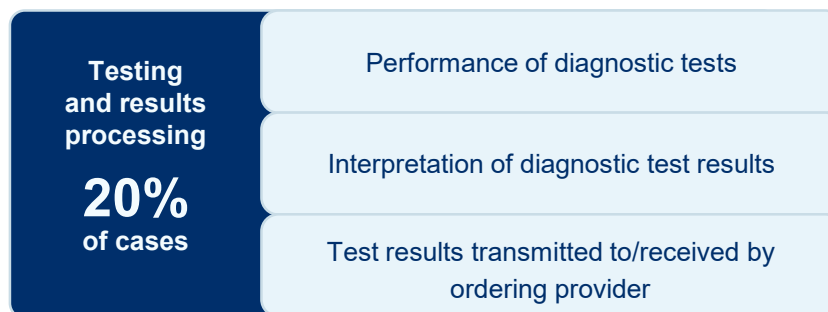 Testing
and results
processing
20%
of cases
Performance of diagnostic tests
Interpretation of diagnostic test results
Test results transmitted to/received by
ordering provider